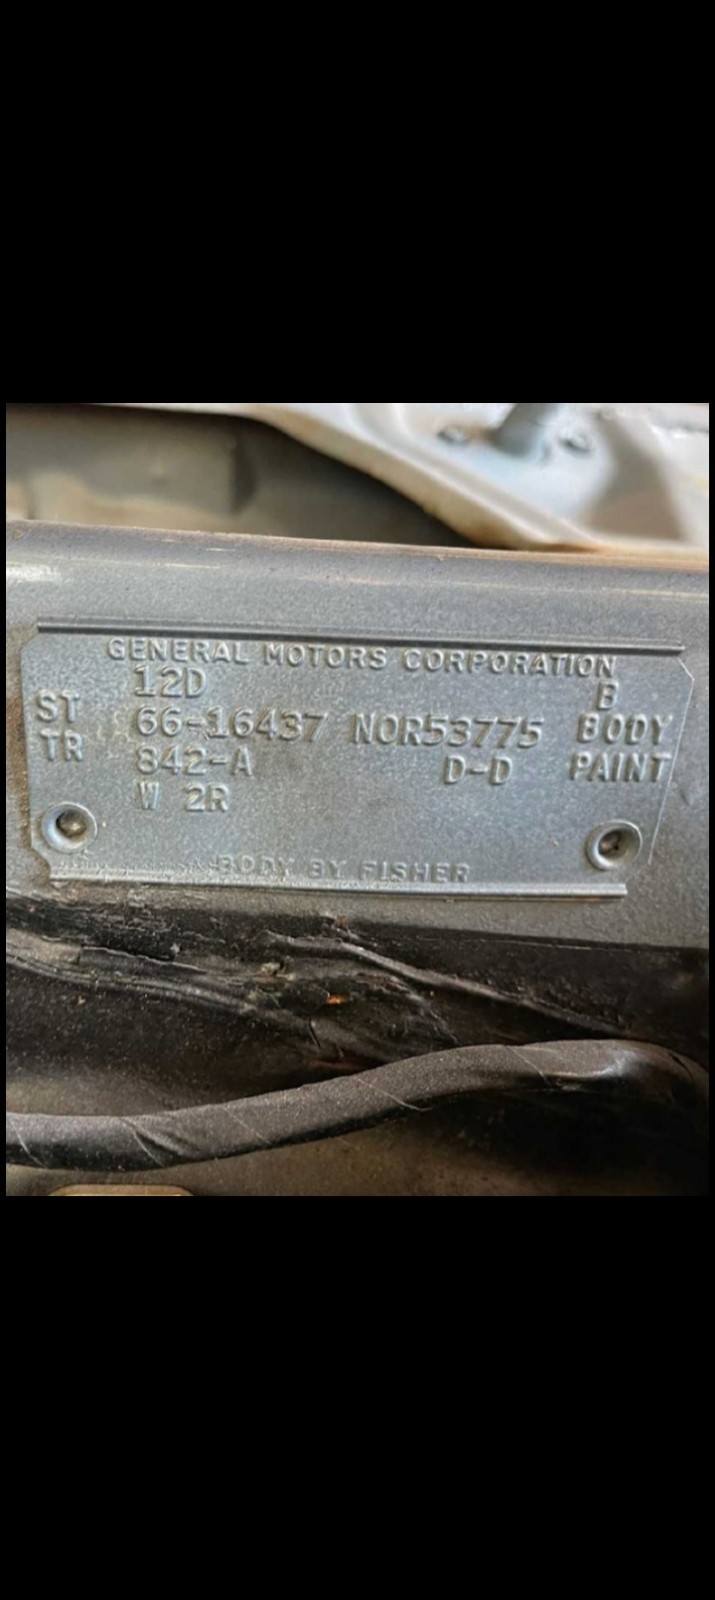 GENERAL MOTORS CORPORATION
12D B
ST 66-16437 NOR53775 BODY
TR 842-A D-D PAINT
W 2R
BODY BY FISHER